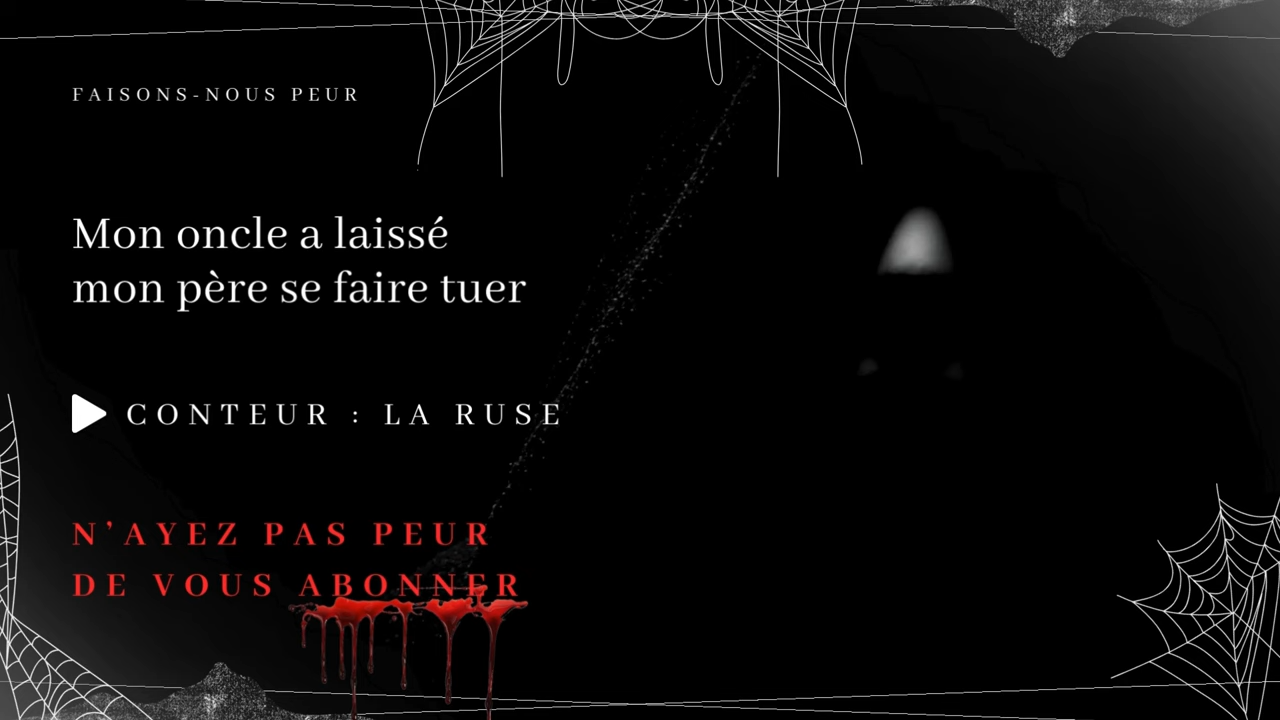 FAISONS-NOUS PEUR
Mon oncle a laissé
mon père se faire tuer
CONTEUR : LA RUSE
N’AYEZ PAS PEUR
DE VOUS ABONNER